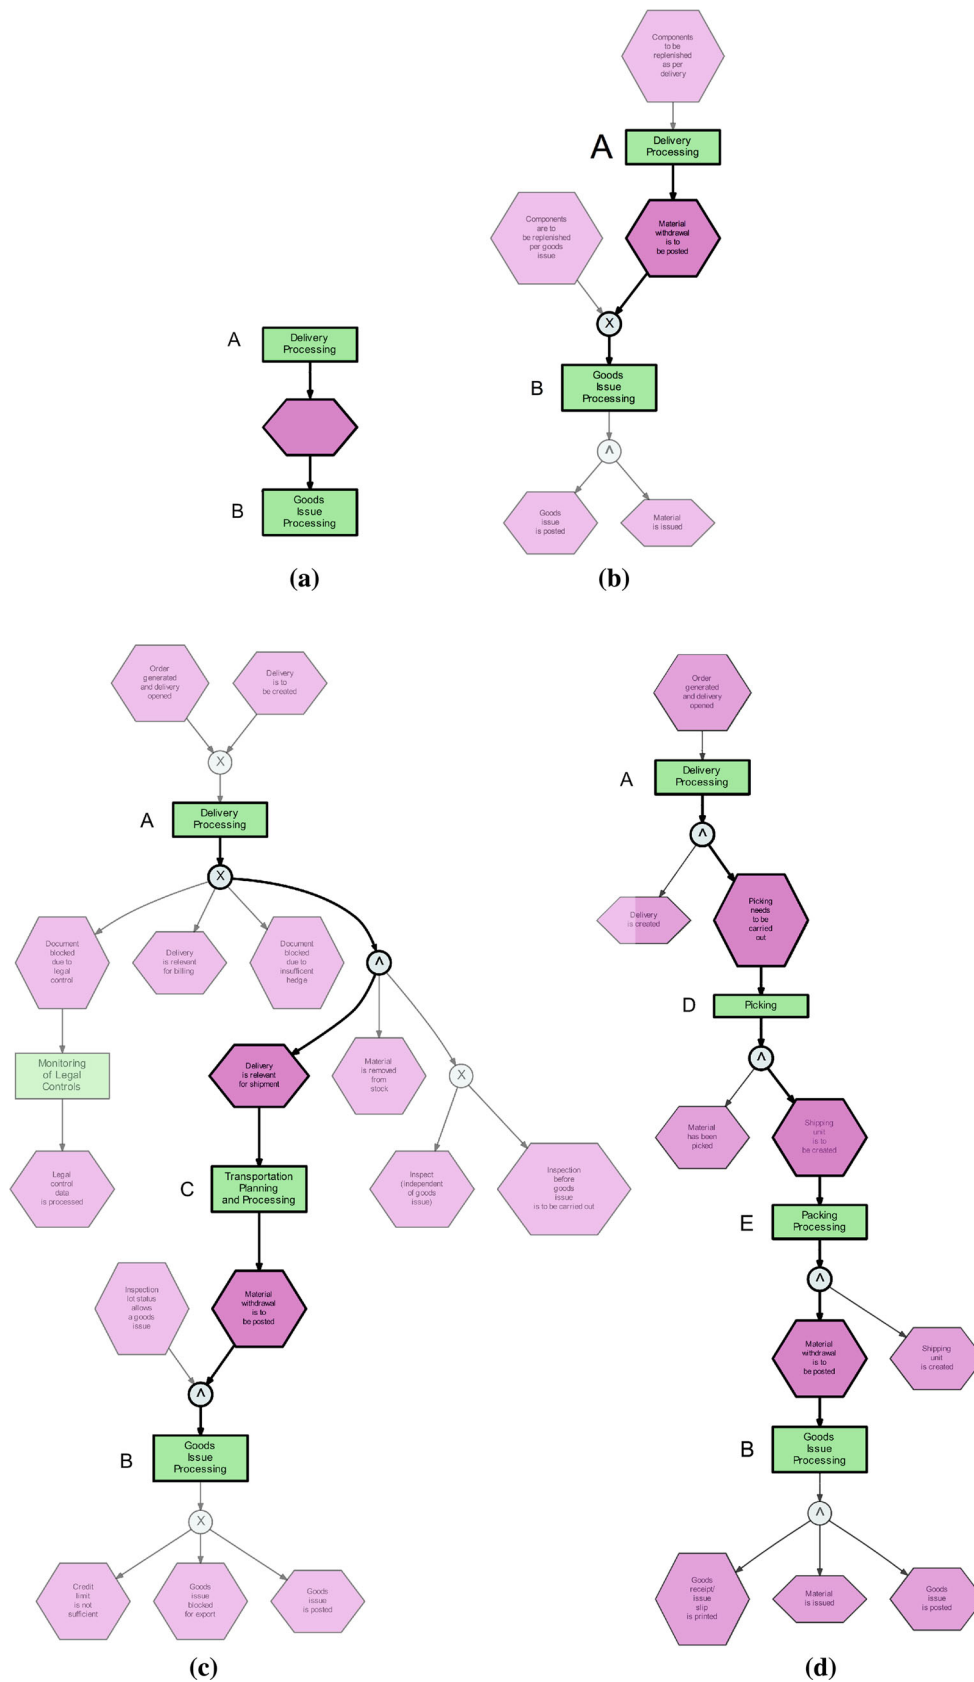 Components
to be
replenished
as per
delivery
A
Delivery
Processing
Components
are to
be replenished
per goods
issue
Material
withdrawal
is to
be posted
X
B
Goods
Issue
Processing
^
Goods
issue
is posted
Material
is issued
A
Delivery
Processing
B
Goods
Issue
Processing
(a)
(b)
Order
generated
and delivery
opened
Delivery
is to
be created
X
A
Delivery
Processing
X
Document
blocked
due to
legal
control
Delivery
is relevent
for billing
Document
blocked
due to
insufficent
hedge
^
Monitoring
of Legal
Controls
Delivery
is relevent
for shipment
Material
is removed
from
stock
X
Legal
control
data
is processed
C
Transportation
Planning
and Processing
Inspect
(independent
of goods
issue)
Inspection
before
goods
issue
is to be carried out
Inspection
lot status
allows
a goods
issue
Material
withdrawal
is to
be posted
^
B
Goods
Issue
Processing
X
Credit
limit
is not
sufficient
Goods
issue
blocked
for export
Goods
issue
is posted
(c)
Order
generated
and delivery
opened
A
Delivery
Processing
^
Delivery
is created
Picking
needs
to be
carried
out
D
Picking
^
Material
has been
picked
Shipping
unit
is to
be created
E
Packing
Processing
^
Material
withdrawal
is to
be posted
Shipping
unit
is created
B
Goods
Issue
Processing
^
Goods
receipt/
issue
slip
is printed
Material
is issued
Goods
issue
is posted
(d)